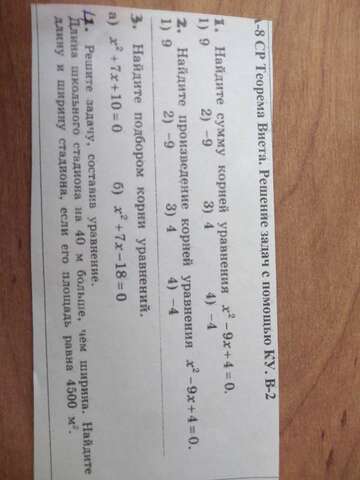 А-8 СР Теорема Виета. Решение задач с помощью КУ. В-2
1. Найдите сумму корней уравнения x² − 9x + 4 = 0.
1) 9 2) −9 3) 4 4) −4
2. Найдите произведение корней уравнения x² − 9x + 4 = 0.
1) 9 2) −9 3) 4 4) −4
3. Найдите подбором корни уравнений.
а) x² + 7x + 10 = 0 б) x² + 7x − 18 = 0
1. Решите задачу, составив уравнение.
Длина школьного стадиона на 40 м больше, чем ширина. Найдите
длину и ширину стадиона, если его площадь равна 4500 м².